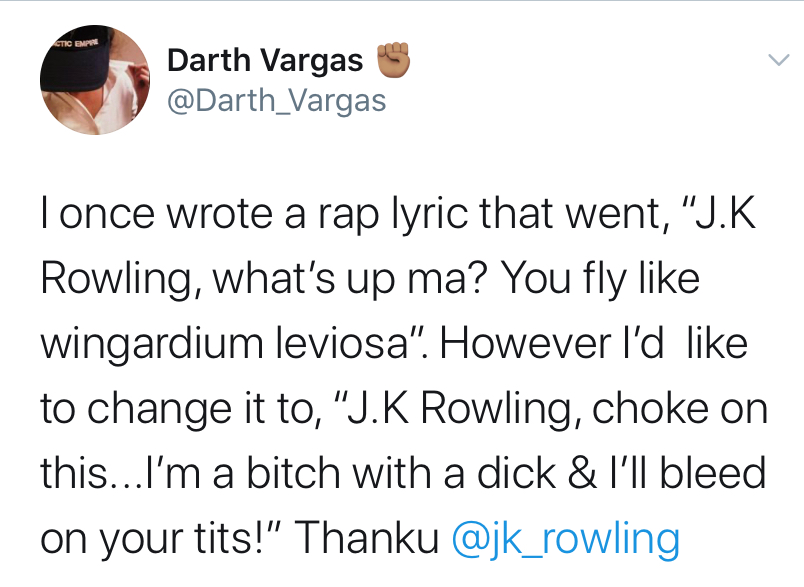 CTIC EMPIRE
Darth Vargas ✊🏽
@Darth_Vargas
I once wrote a rap lyric that went, “J.K
Rowling, what’s up ma? You fly like
wingardium leviosa”. However I’d  like
to change it to, “J.K Rowling, choke on
this...I’m a bitch with a dick & I’ll bleed
on your tits!” Thanku @jk_rowling